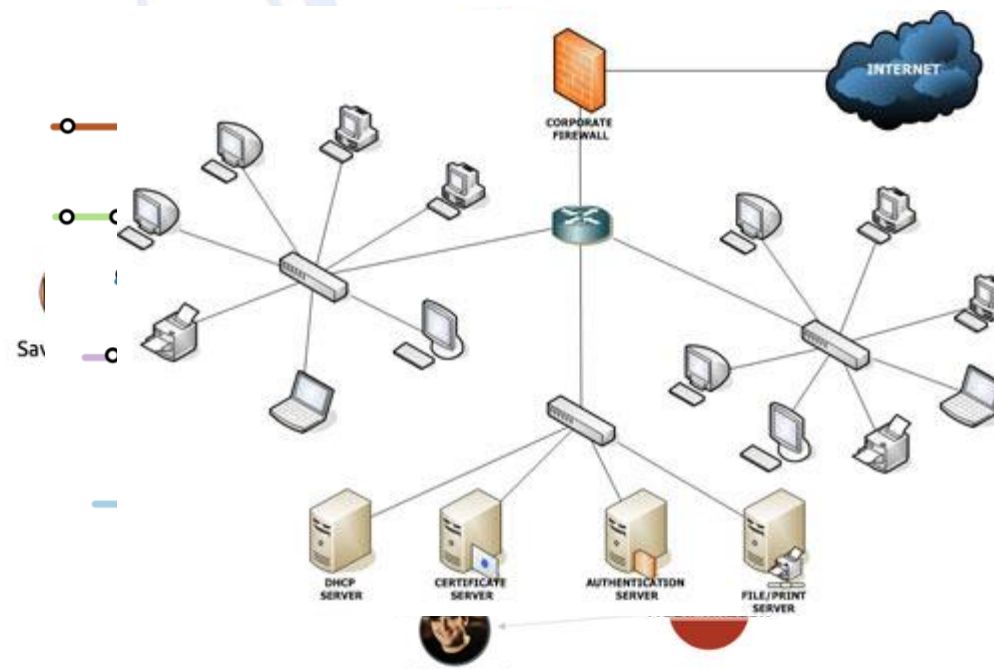 INTERNET
CORPORATE
FIREWALL
Sav
DHCP
SERVER
CERTIFICATE
SERVER
AUTHENTICATION
SERVER
FILE/PRINT
SERVER